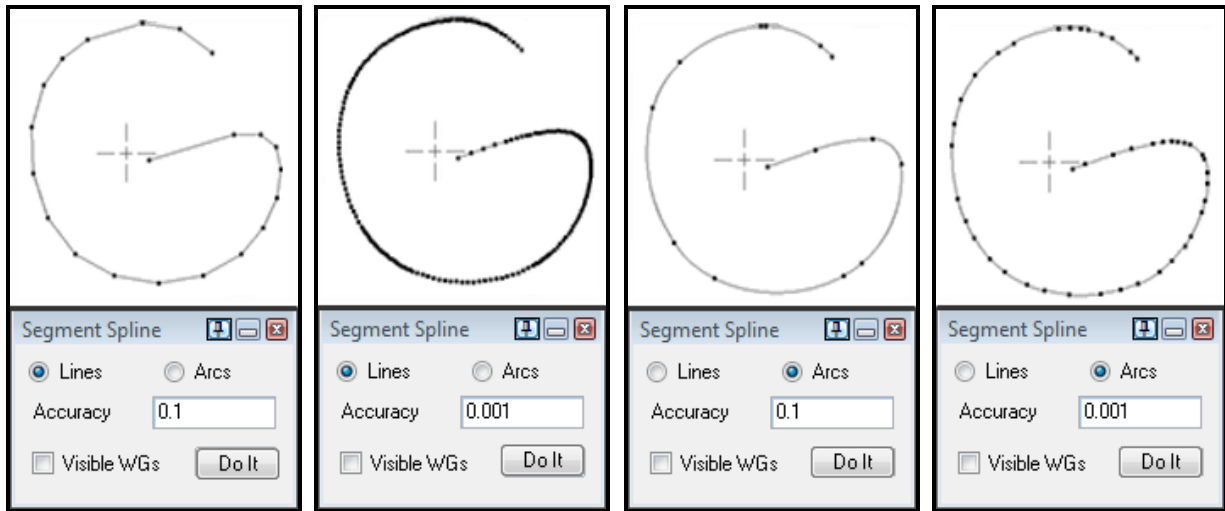 Segment Spline
Lines Arcs
Accuracy 0.1
Visible WGs Do It
Segment Spline
Lines Arcs
Accuracy 0.001
Visible WGs Do It
Segment Spline
Lines Arcs
Accuracy 0.1
Visible WGs Do It
Segment Spline
Lines Arcs
Accuracy 0.001
Visible WGs Do It